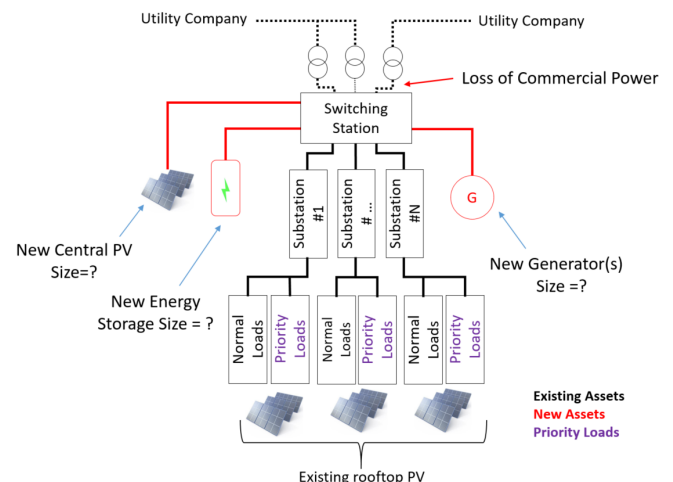 Utility Company
Utility Company
Loss of Commercial Power
Switching
Station
Substation
#1
Substation
# ...
Substation
#N
G
New Central PV
Size=?
New Energy
Storage Size = ?
New Generator(s)
Size =?
Normal
Loads
Priority
Loads
Normal
Loads
Priority
Loads
Normal
Loads
Priority
Loads
Existing Assets
New Assets
Priority Loads
Existing rooftop PV